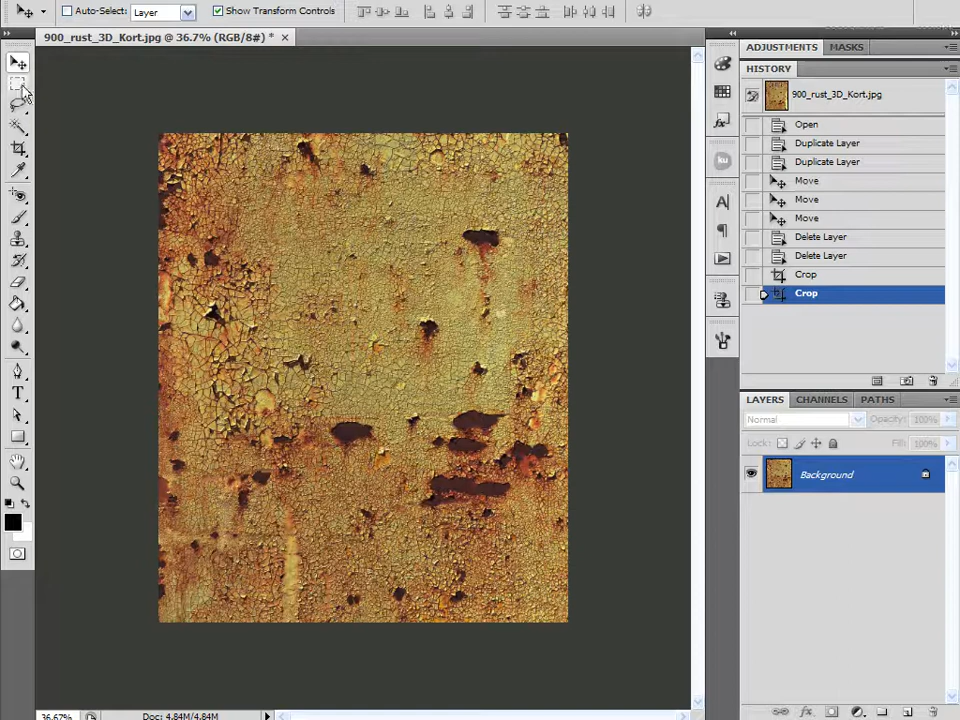 Auto-Select: Layer Show Transform Controls
900_rust_3D_Kort.jpg @ 36.7% (RGB/8#) * ×
ADJUSTMENTS MASKS
HISTORY
900_rust_3D_Kort.jpg
Open
Duplicate Layer
Duplicate Layer
Move
Move
Move
Delete Layer
Delete Layer
Crop
Crop
LAYERS CHANNELS PATHS
Normal Opacity: 100%
Lock: Fill: 100%
Background
36.67% Doc: 4.84M/4.84M